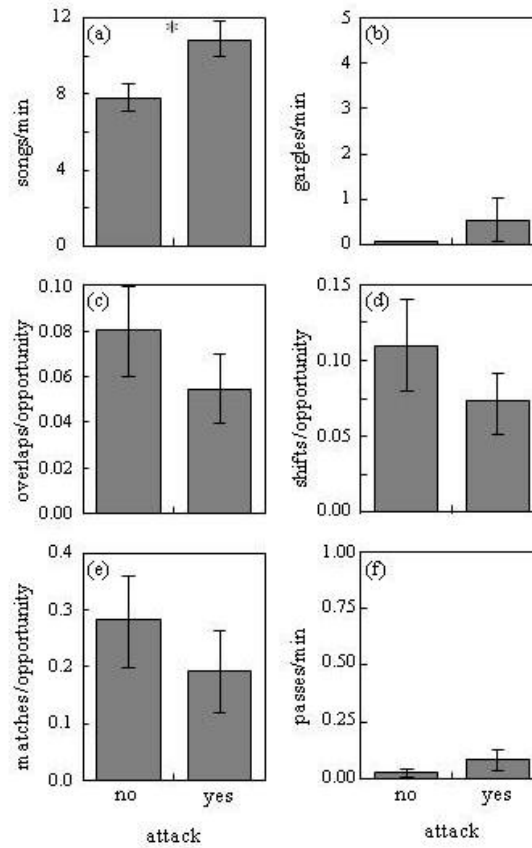 12
(a)
*
8
4
0
songs/min
5
(b)
4
3
2
1
0
gargles/min
0.10
(c)
0.08
0.06
0.04
0.02
0.00
overlaps/opportunity
0.15
(d)
0.10
0.05
0.00
shifts/opportunity
0.4
(e)
0.3
0.2
0.1
0.0
matches/opportunity
no yes
attack
1.00
(f)
0.75
0.50
0.25
0.00
passes/min
no yes
attack